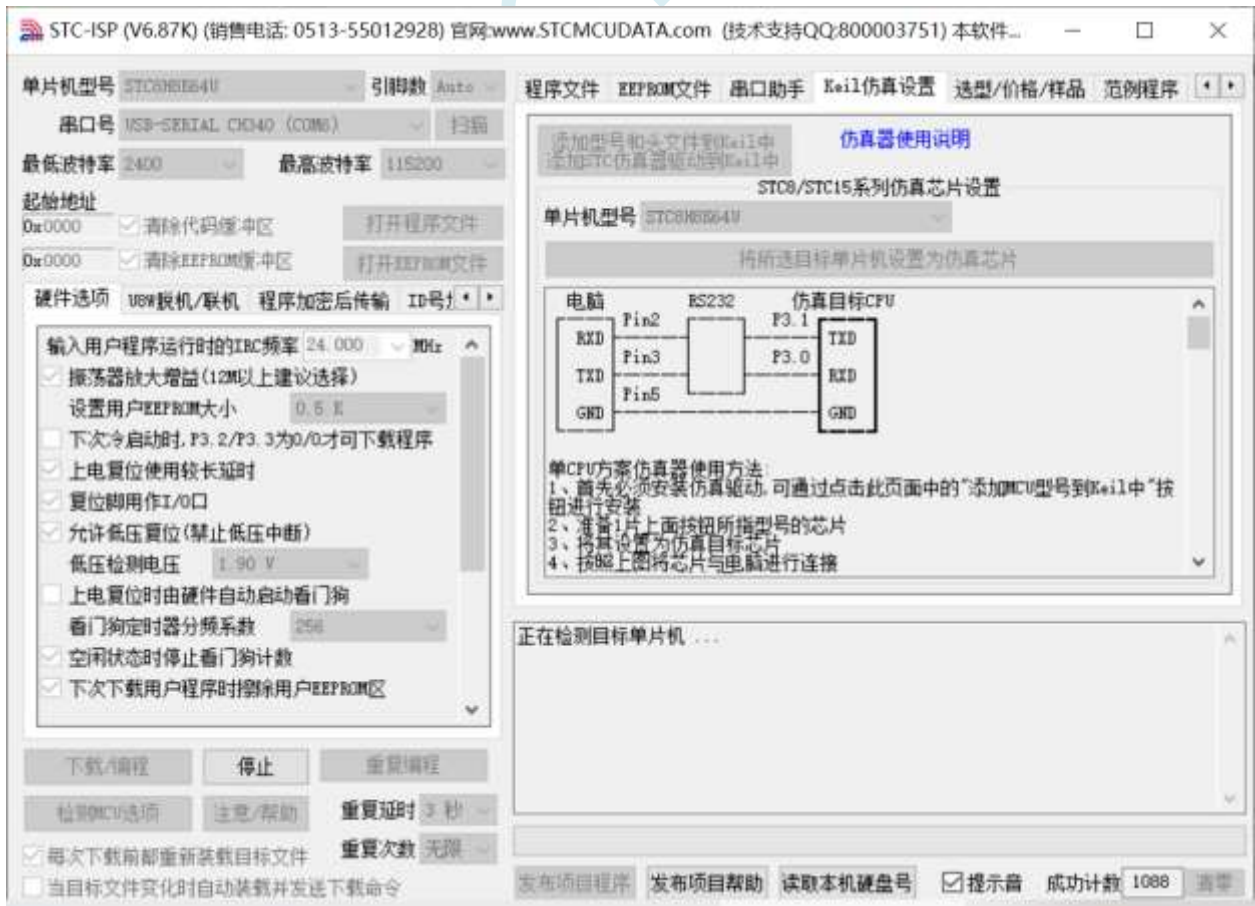 STC-ISP (V6.87K) (销售电话: 0513-55012928) 官网:www.STCMCUDATA.com (技术支持QQ:800003751) 本软件...
单片机型号 STC8H8K64U 引脚数 Auto
串口号 USB-SERIAL CH340 (COM6) 扫描
最低波特率 2400 最高波特率 115200
起始地址
0x0000 清除代码缓冲区 打开程序文件
0x0000 清除EEPROM缓冲区 打开EEPROM文件
硬件选项 U8W脱机/联机 程序加密后传输 ID号
输入用户程序运行时的IRC频率 24.000 MHz
振荡器放大增益(12M以上建议选择)
设置用户EEPROM大小 0.5 K
下次冷启动时,P3.2/P3.3为0/0才可下载程序
上电复位使用较长延时
复位脚用作I/O口
允许低压复位(禁止低压中断)
低压检测电压 1.90 V
上电复位时由硬件自动启动看门狗
看门狗定时器分频系数 256
空闲状态时停止看门狗计数
下次下载用户程序时擦除用户EEPROM区
下载/编程 停止 重复编程
检测MCU选项 注意/帮助 重复延时 3 秒
每次下载前都重新装载目标文件 重复次数 无限
当目标文件变化时自动装载并发送下载命令
程序文件 EEPROM文件 串口助手 Keil仿真设置 选型/价格/样品 范例程序
添加型号和头文件到Keil中
添加STC仿真器驱动到Keil中
仿真器使用说明
STC8/STC15系列仿真芯片设置
单片机型号 STC8H8K64U
将所选目标单片机设置为仿真芯片
电脑 RS232 仿真目标CPU
Pin2 P3.1
RXD TXD
Pin3 P3.0
TXD RXD
Pin5
GND GND
单CPU方案仿真器使用方法:
1、首先必须安装仿真驱动,可通过点击此页面中的"添加MCU型号到Keil中"按
钮进行安装
2、准备1片上面按钮所指型号的芯片
3、将其设置为仿真目标芯片
4、按照上图将芯片与电脑进行连接
正在检测目标单片机 ...
发布项目程序 发布项目帮助 读取本机硬盘号 提示音 成功计数 1088 清零